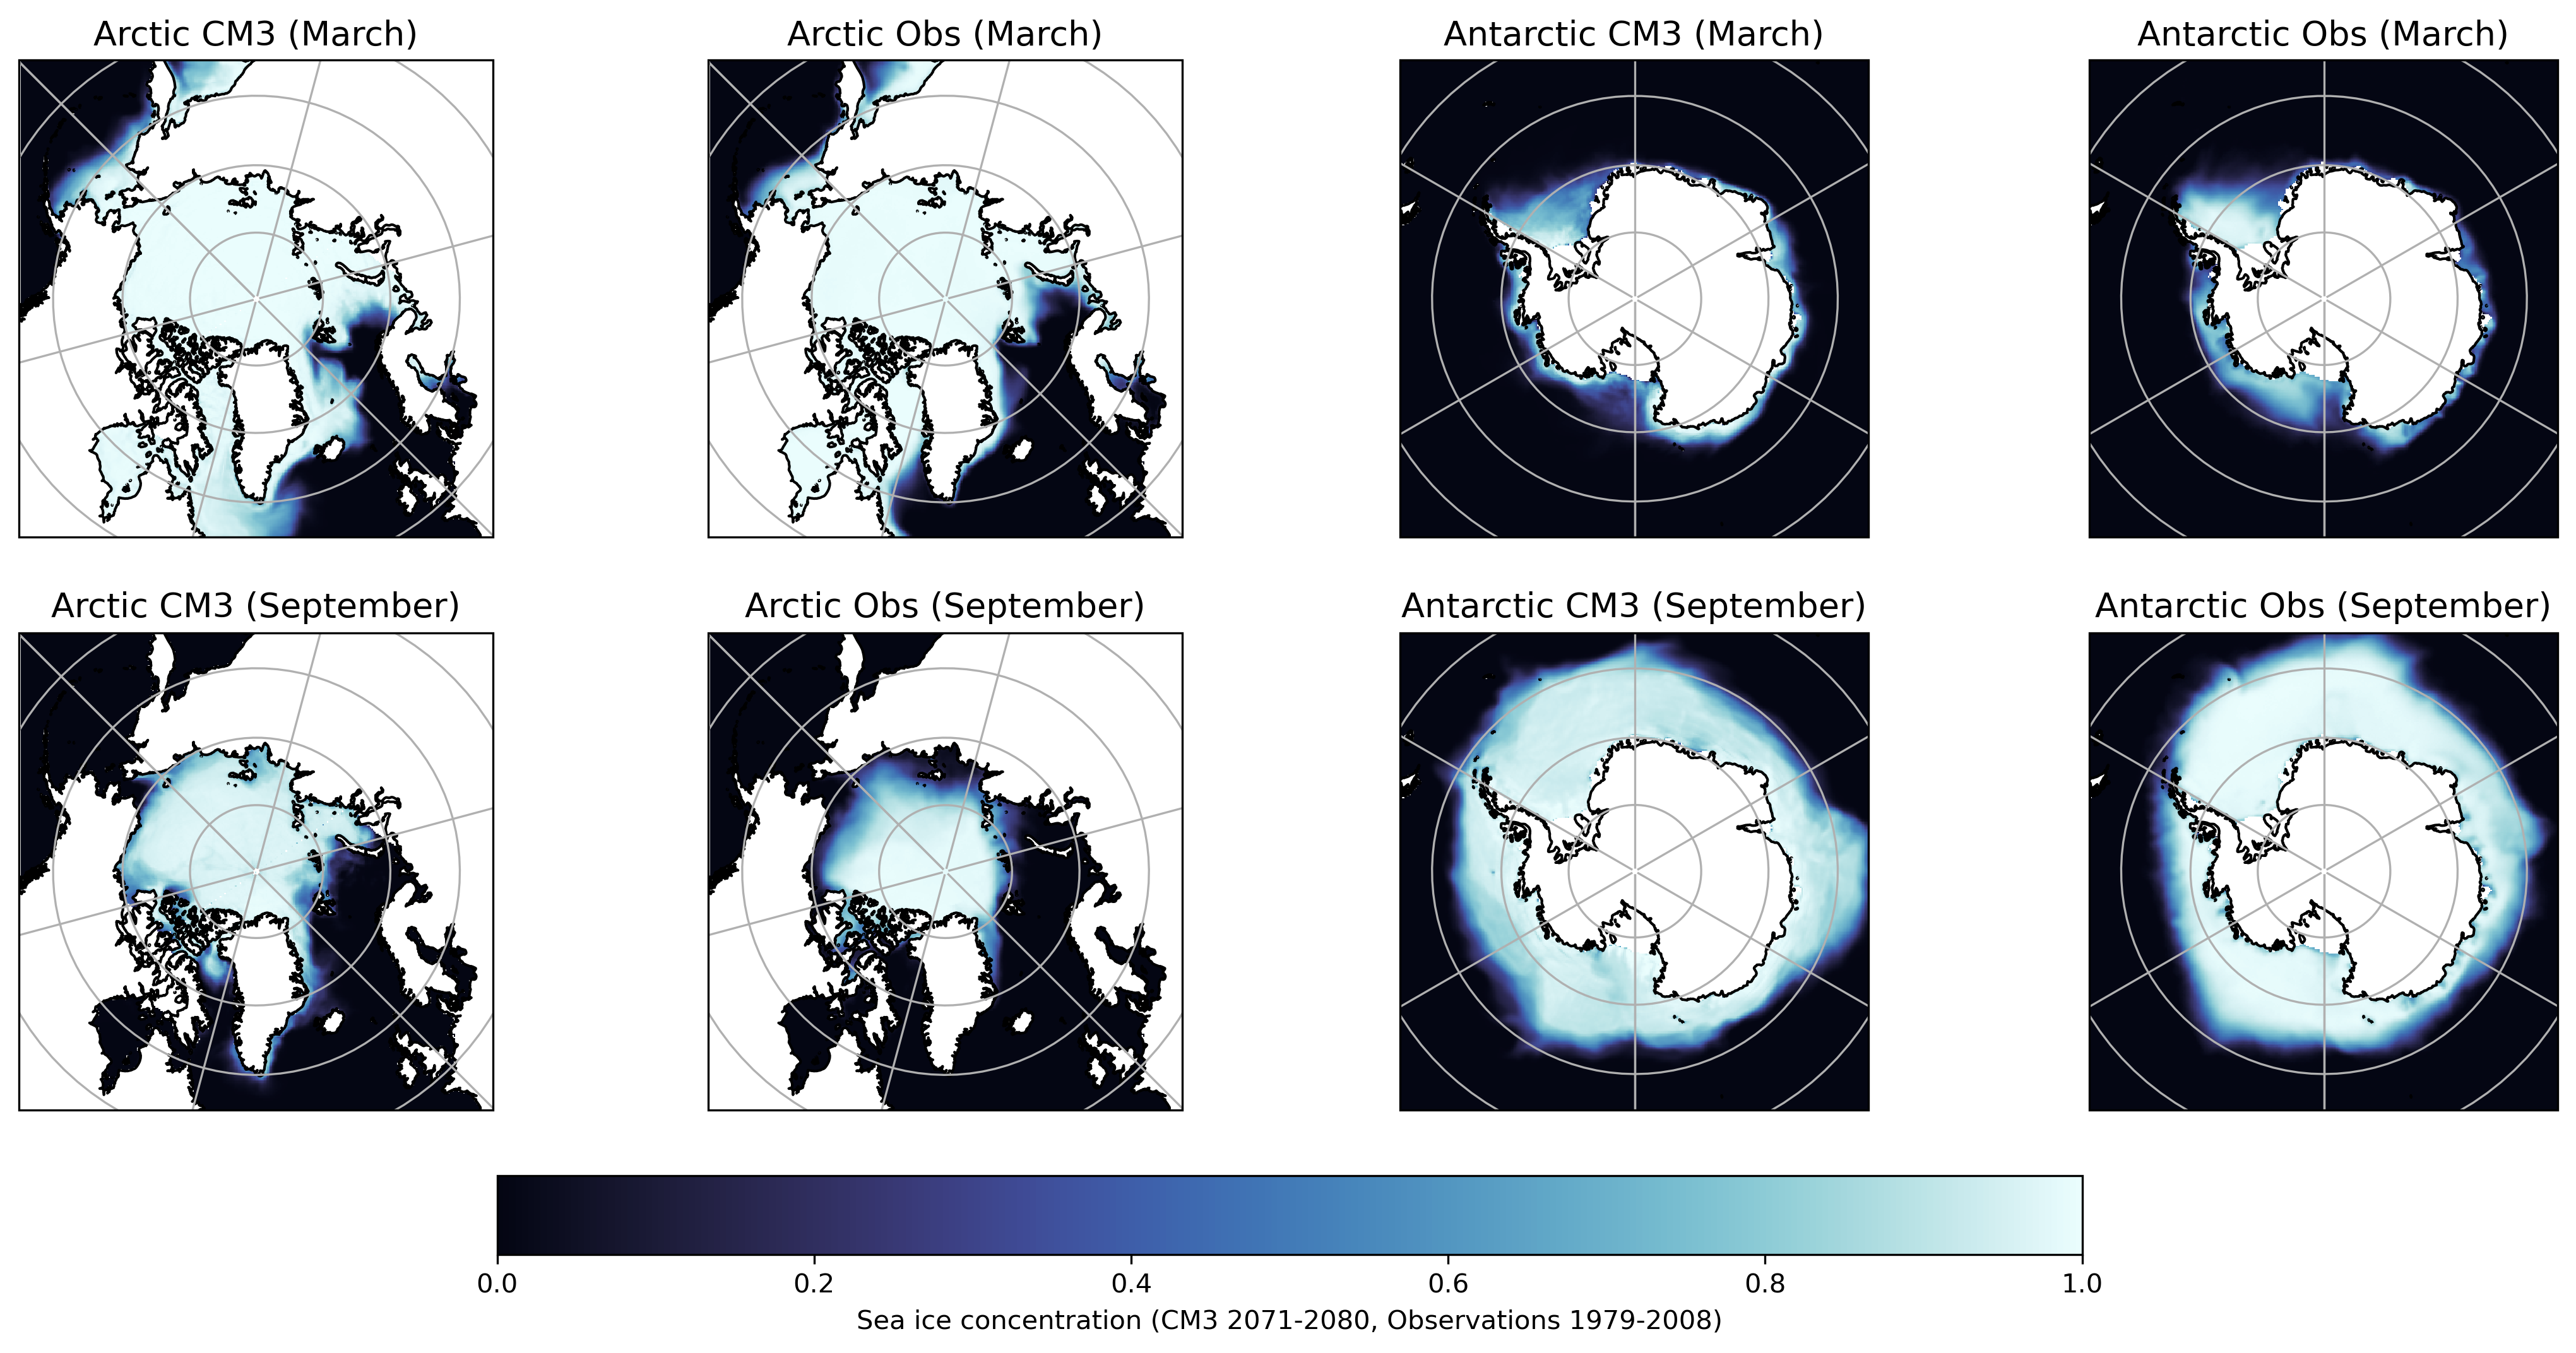 Arctic CM3 (March)
Arctic Obs (March)
Antarctic CM3 (March)
Antarctic Obs (March)
Arctic CM3 (September)
Arctic Obs (September)
Antarctic CM3 (September)
Antarctic Obs (September)
0.0 0.2 0.4 0.6 0.8 1.0
Sea ice concentration (CM3 2071-2080, Observations 1979-2008)